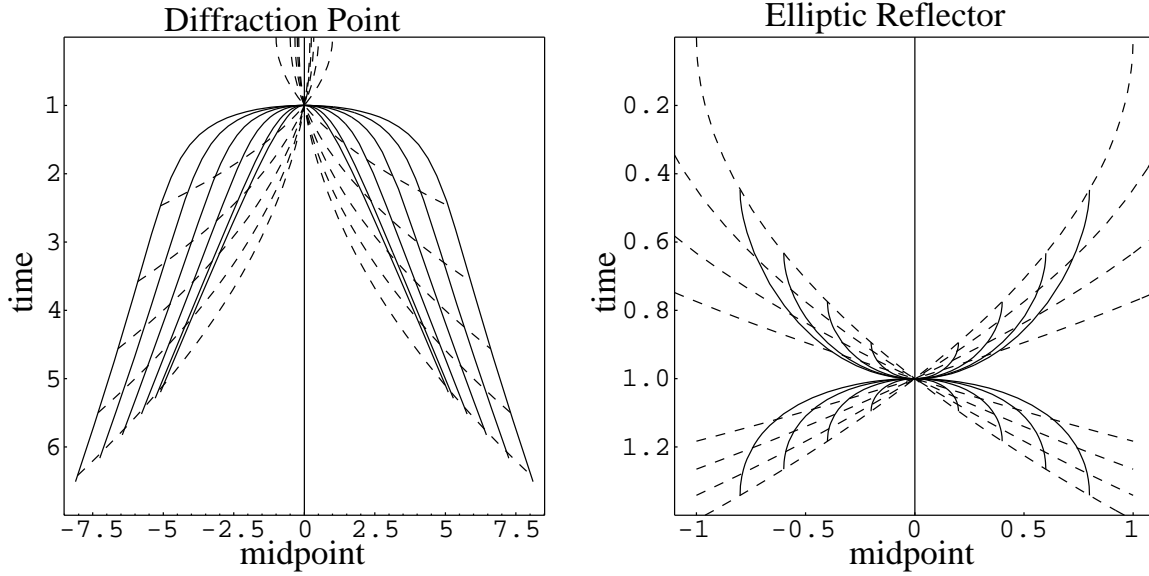 Diffraction Point
1
2
3
4
5
6
time
-7.5 -5 -2.5 0 2.5 5 7.5
midpoint
Elliptic Reflector
0.2
0.4
0.6
0.8
1.0
1.2
time
-1 -0.5 0 0.5 1
midpoint